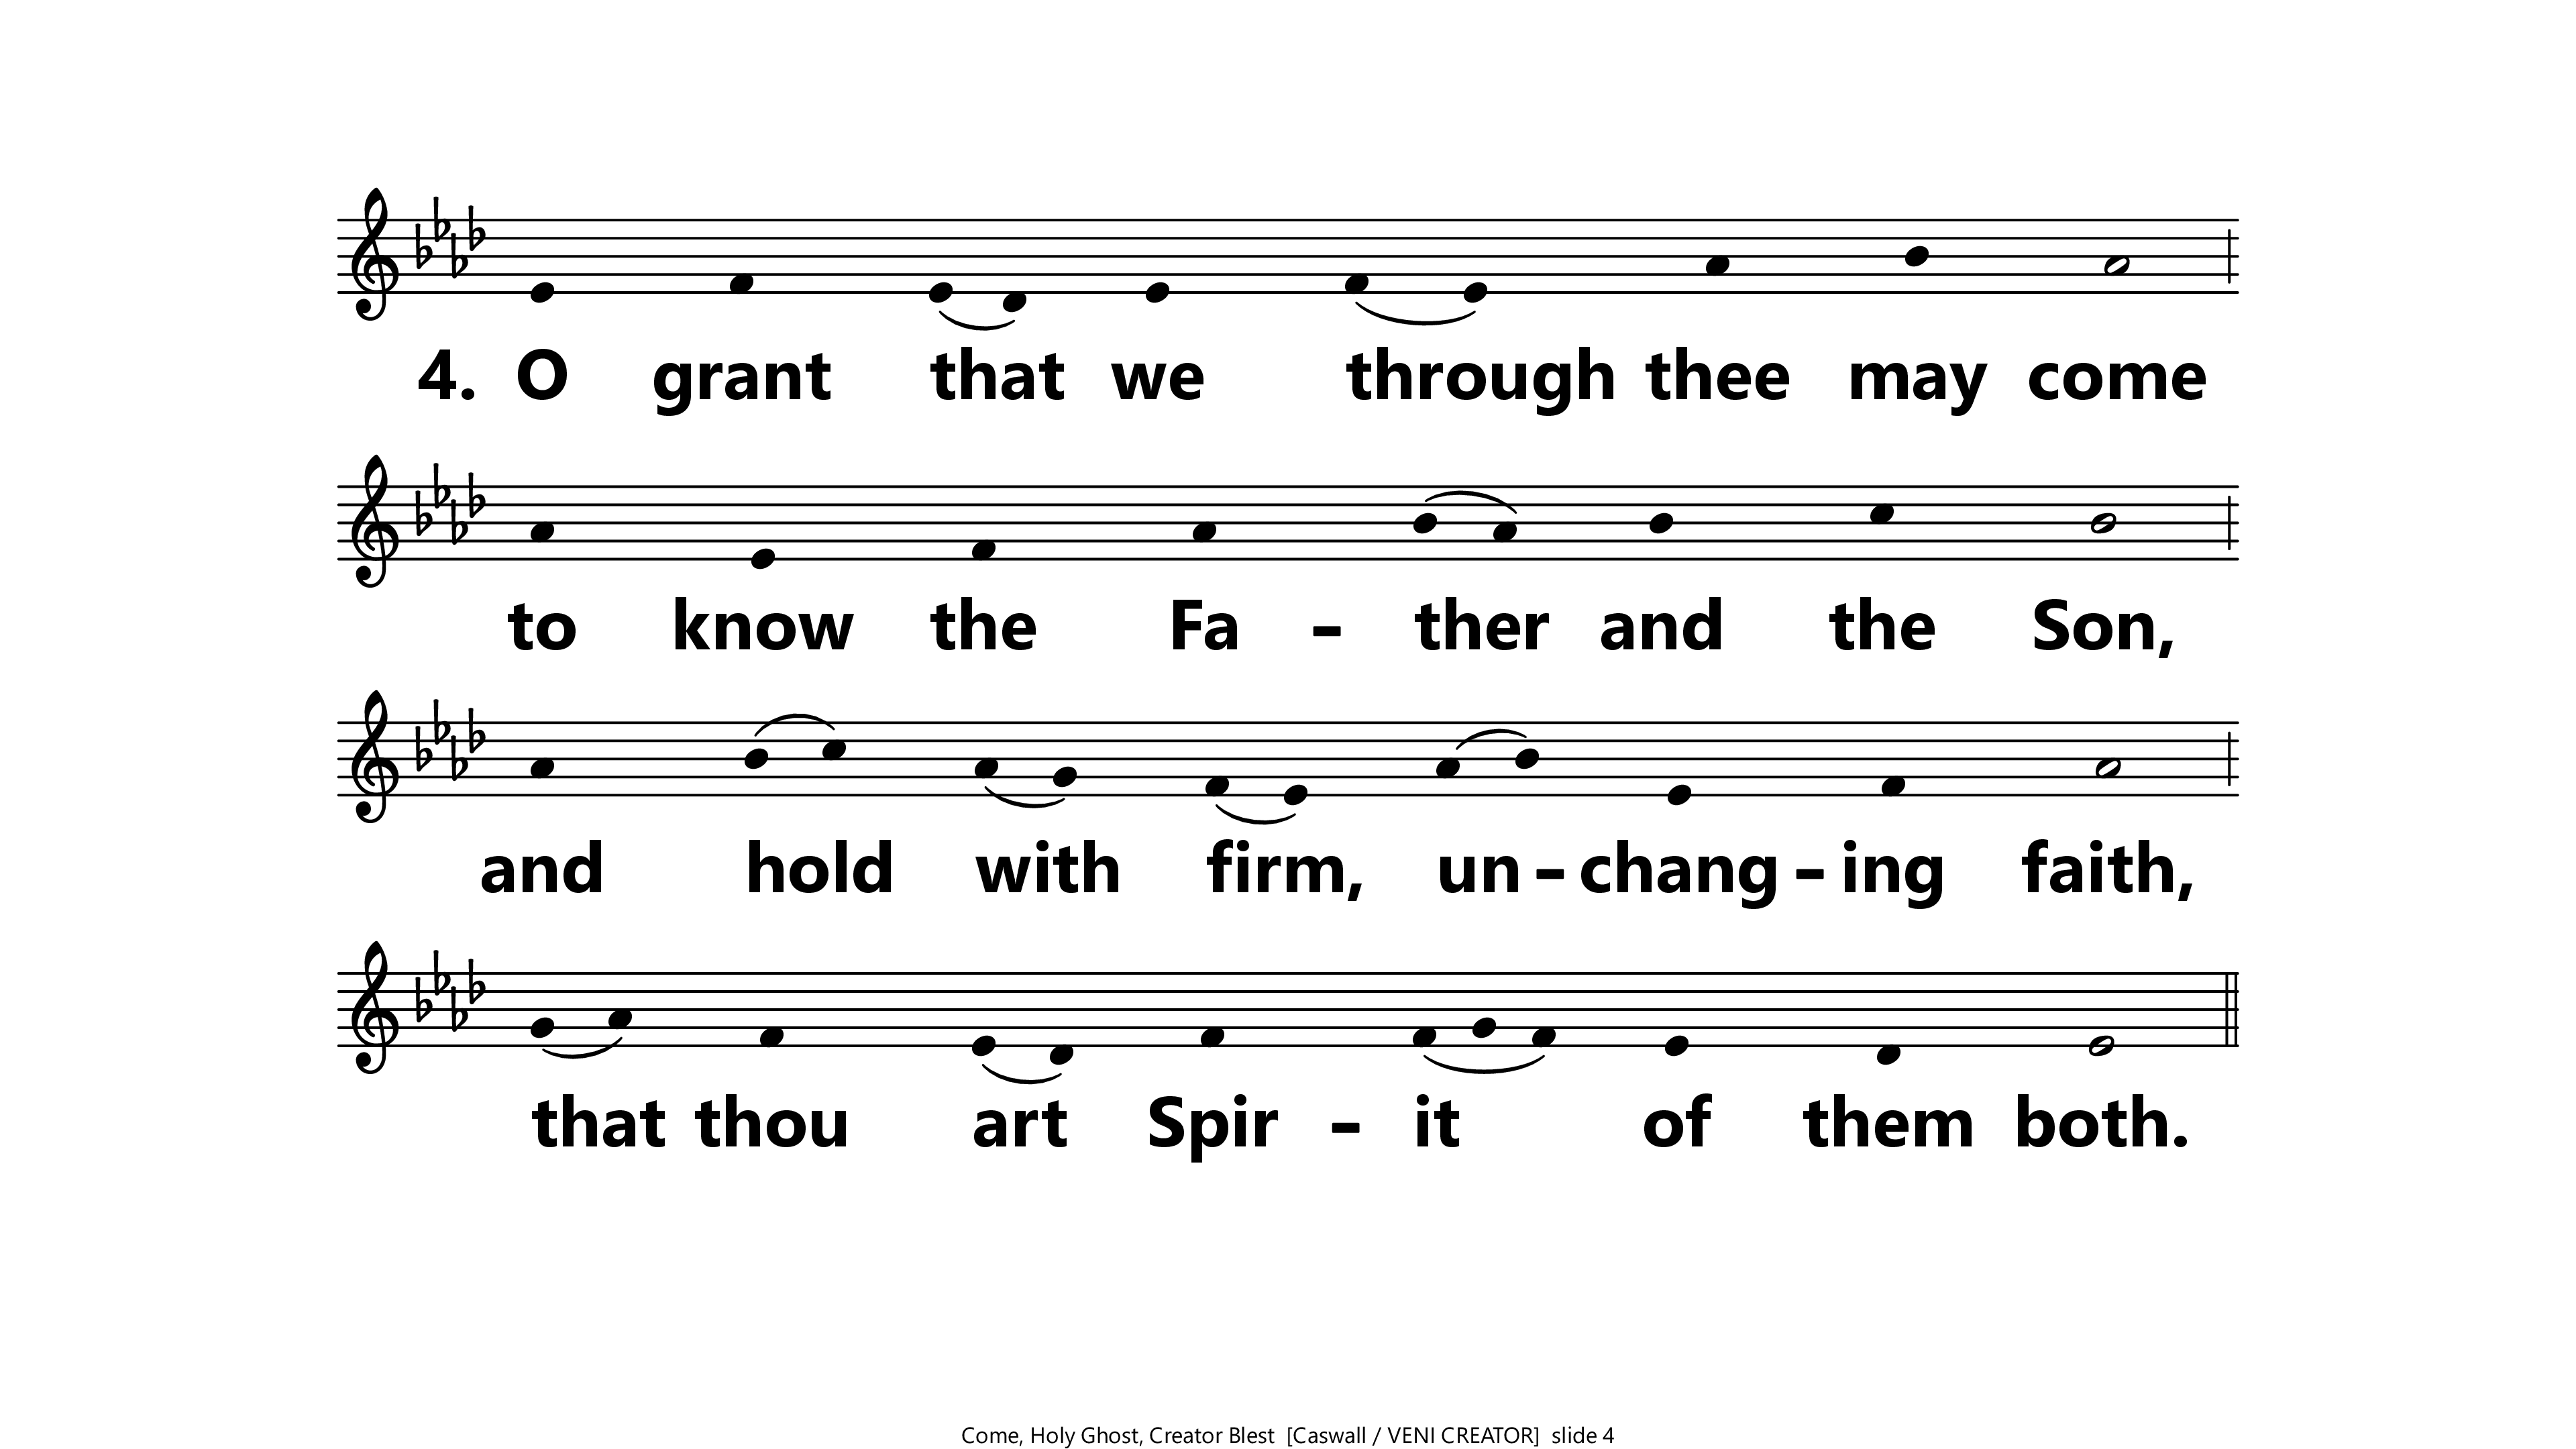 4. O grant that we through thee may come
to know the Fa - ther and the Son,
and hold with firm, un - chang - ing faith,
that thou art Spir - it of them both.
Come, Holy Ghost, Creator Blest [Caswall / VENI CREATOR] slide 4